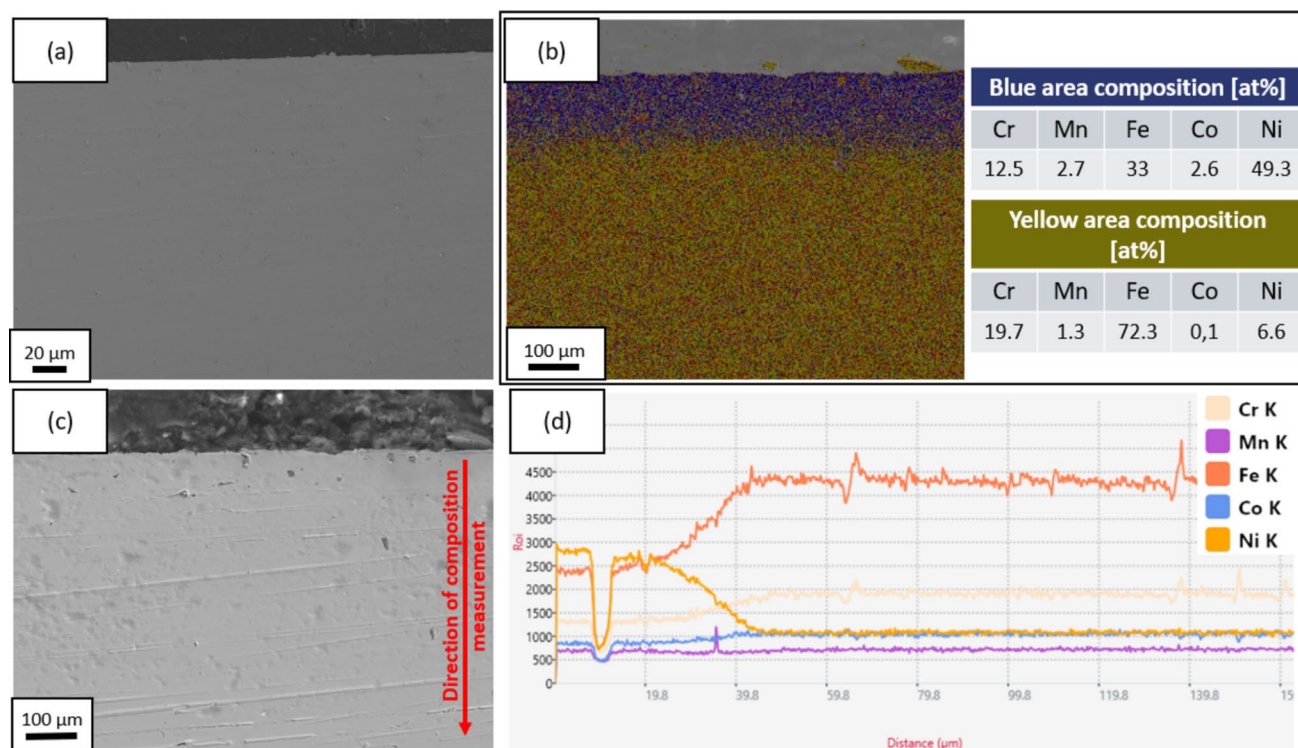 (a)
20 µm
(b)
100 µm
Blue area composition [at%]
Cr Mn Fe Co Ni
12.5 2.7 33 2.6 49.3
Yellow area composition
[at%]
Cr Mn Fe Co Ni
19.7 1.3 72.3 0,1 6.6
(c)
Direction of composition
measurement
100 µm
(d)
Cr K
Mn K
Fe K
Co K
Ni K
4500
4000
3500
3000
2500
2000
1500
1000
500
0
Roi
19.8 39.8 59.8 79.8 99.8 119.8 139.8 15
Distance (µm)